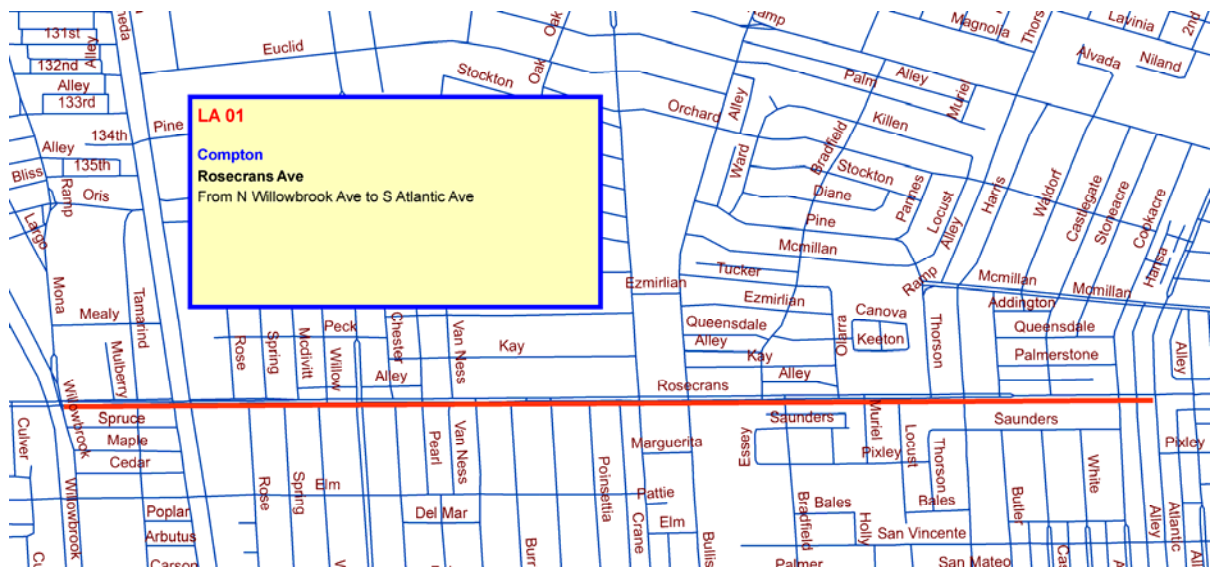 131st
Alley
132nd
Alley
133rd
134th
Alley
135th
Bliss
Ramp
Oris
Largo
Mona
Mealy
Tamarind
Mulberry
Willowbrook
Euclid
Pine
Stockton
Oak
Oak
Orchard
Alley
Ward
Palm
Alley
Muriel
Killen
Bradfield
Stockton
Diane
Pine
Mcmillan
Locust
Alley
Harris
Waldorf
Castlegate
Stoneacre
Cookacre
Hansa
Magnolia
Lavinia
2nd
Alvada
Niland
LA 01
Compton
Rosecrans Ave
From N Willowbrook Ave to S Atlantic Ave
Tucker
Ezmirlian
Ezmirlian
Queensdale
Alley
Kay
Alley
Canova
Keeton
Ramp
Thorson
Mcmillan
Mcmillan
Addington
Queensdale
Palmerstone
Alley
Rose
Spring
Mcdivitt
Peck
Willow
Chester
Alley
Van Ness
Kay
Rosecrans
Culver
Spruce
Maple
Cedar
Willowbrook
Poplar
Arbutus
Carson
Rose
Spring
Elm
Pearl
Van Ness
Del Mar
Poinsettia
Marguerita
Pattie
Elm
Crane
Bullis
Essey
Saunders
Muriel
Pixley
Locust
Thorson
Saunders
Bales
Bradfield
Holly
Bales
San Vincente
Palmer
San Mateo
Butler
White
Pixley
Alley
Atlantic